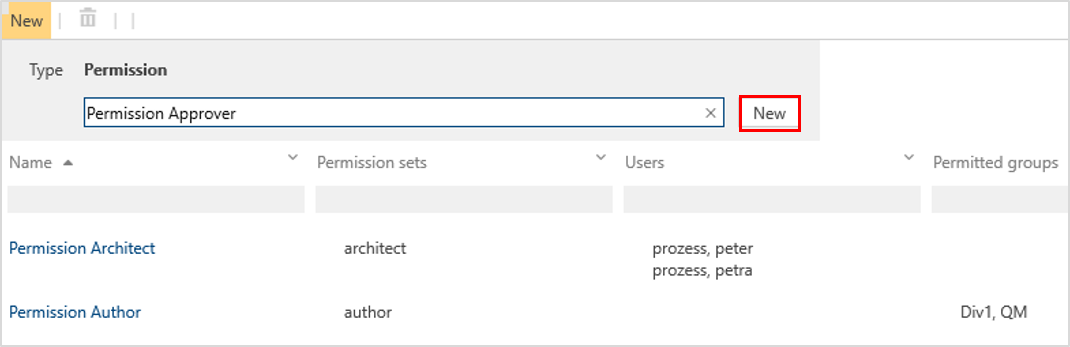 New
Type Permission
Permission Approver × New
Name Permission sets Users Permitted groups
Permission Architect architect prozess, peter
prozess, petra
Permission Author author Div1, QM